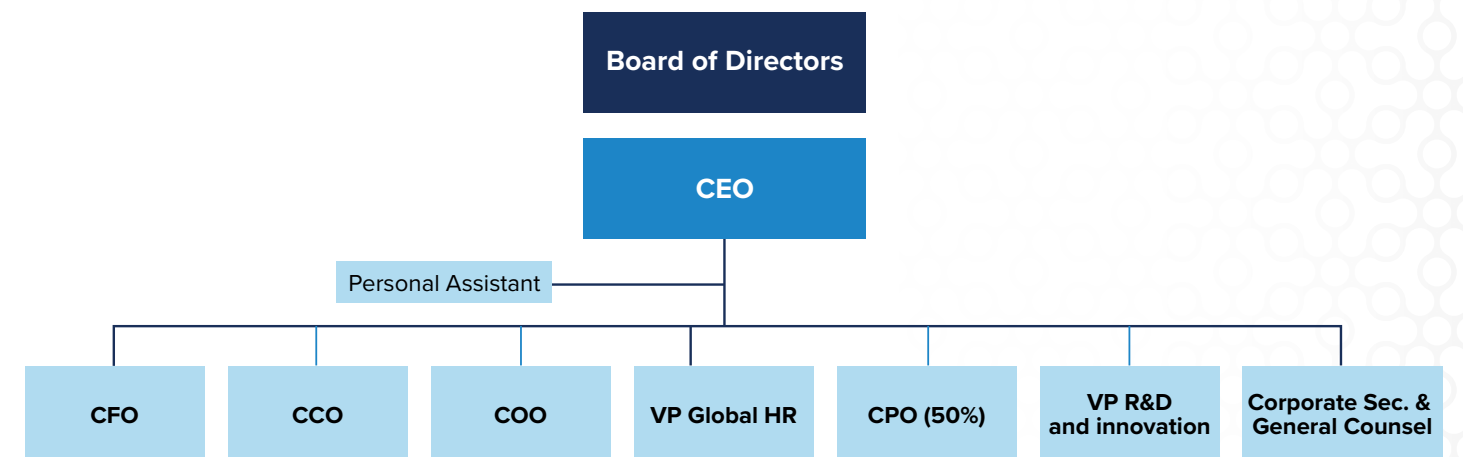 Board of Directors
CEO
Personal Assistant
CFO
CCO
COO
VP Global HR
CPO (50%)
VP R&D
and innovation
Corporate Sec. &
General Counsel